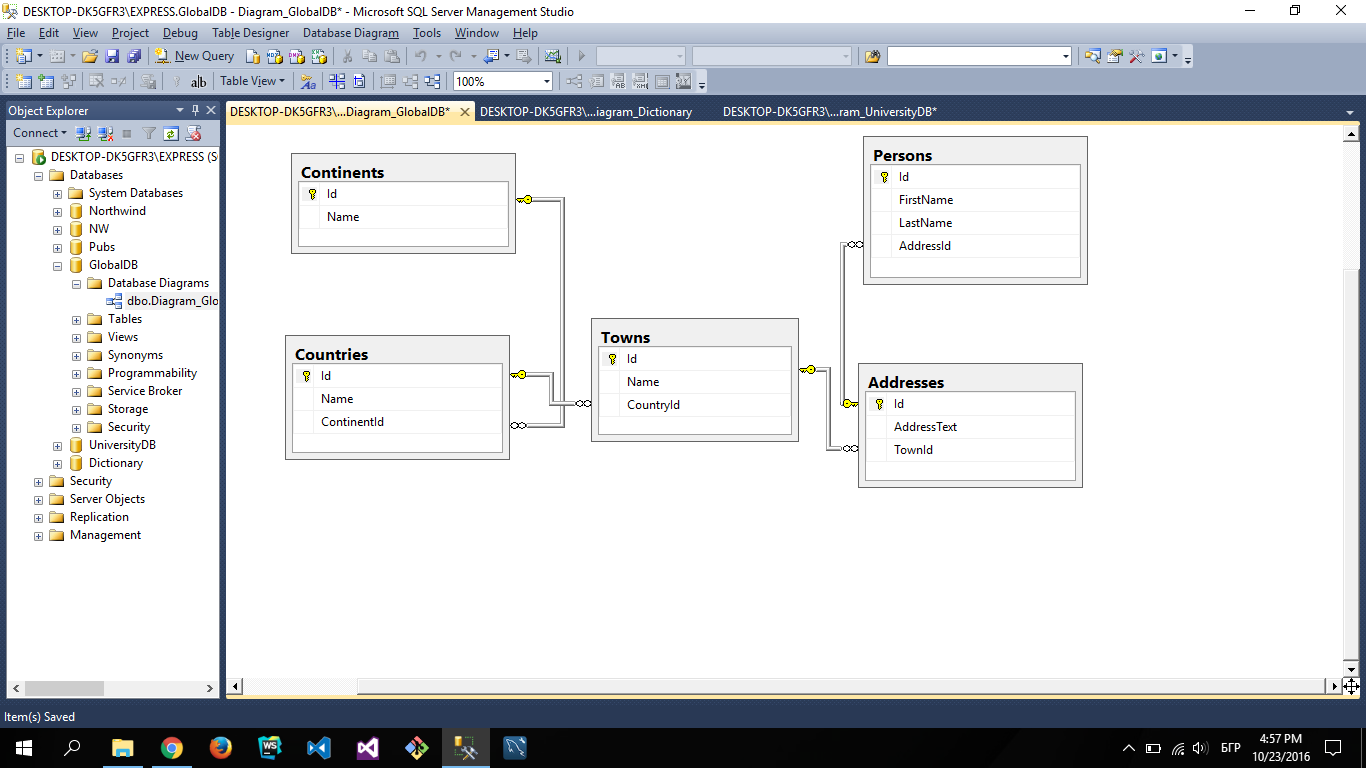 DESKTOP-DK5GFR3\EXPRESS.GlobalDB - Diagram_GlobalDB* - Microsoft SQL Server Management Studio
File Edit View Project Debug Table Designer Database Diagram Tools Window Help
New Query
ab Table View 100%
Object Explorer
DESKTOP-DK5GFR3\...Diagram_GlobalDB* DESKTOP-DK5GFR3\...iagram_Dictionary DESKTOP-DK5GFR3\...ram_UniversityDB*
Connect
DESKTOP-DK5GFR3\EXPRESS (S
Databases
System Databases
Northwind
NW
Pubs
GlobalDB
Database Diagrams
dbo.Diagram_Glo
Tables
Views
Synonyms
Programmability
Service Broker
Storage
Security
UniversityDB
Dictionary
Security
Server Objects
Replication
Management
Continents
Id
Name
Countries
Id
Name
ContinentId
Towns
Id
Name
CountryId
Persons
Id
FirstName
LastName
AddressId
Addresses
Id
AddressText
TownId
Item(s) Saved
WS
БГР
4:57 PM
10/23/2016